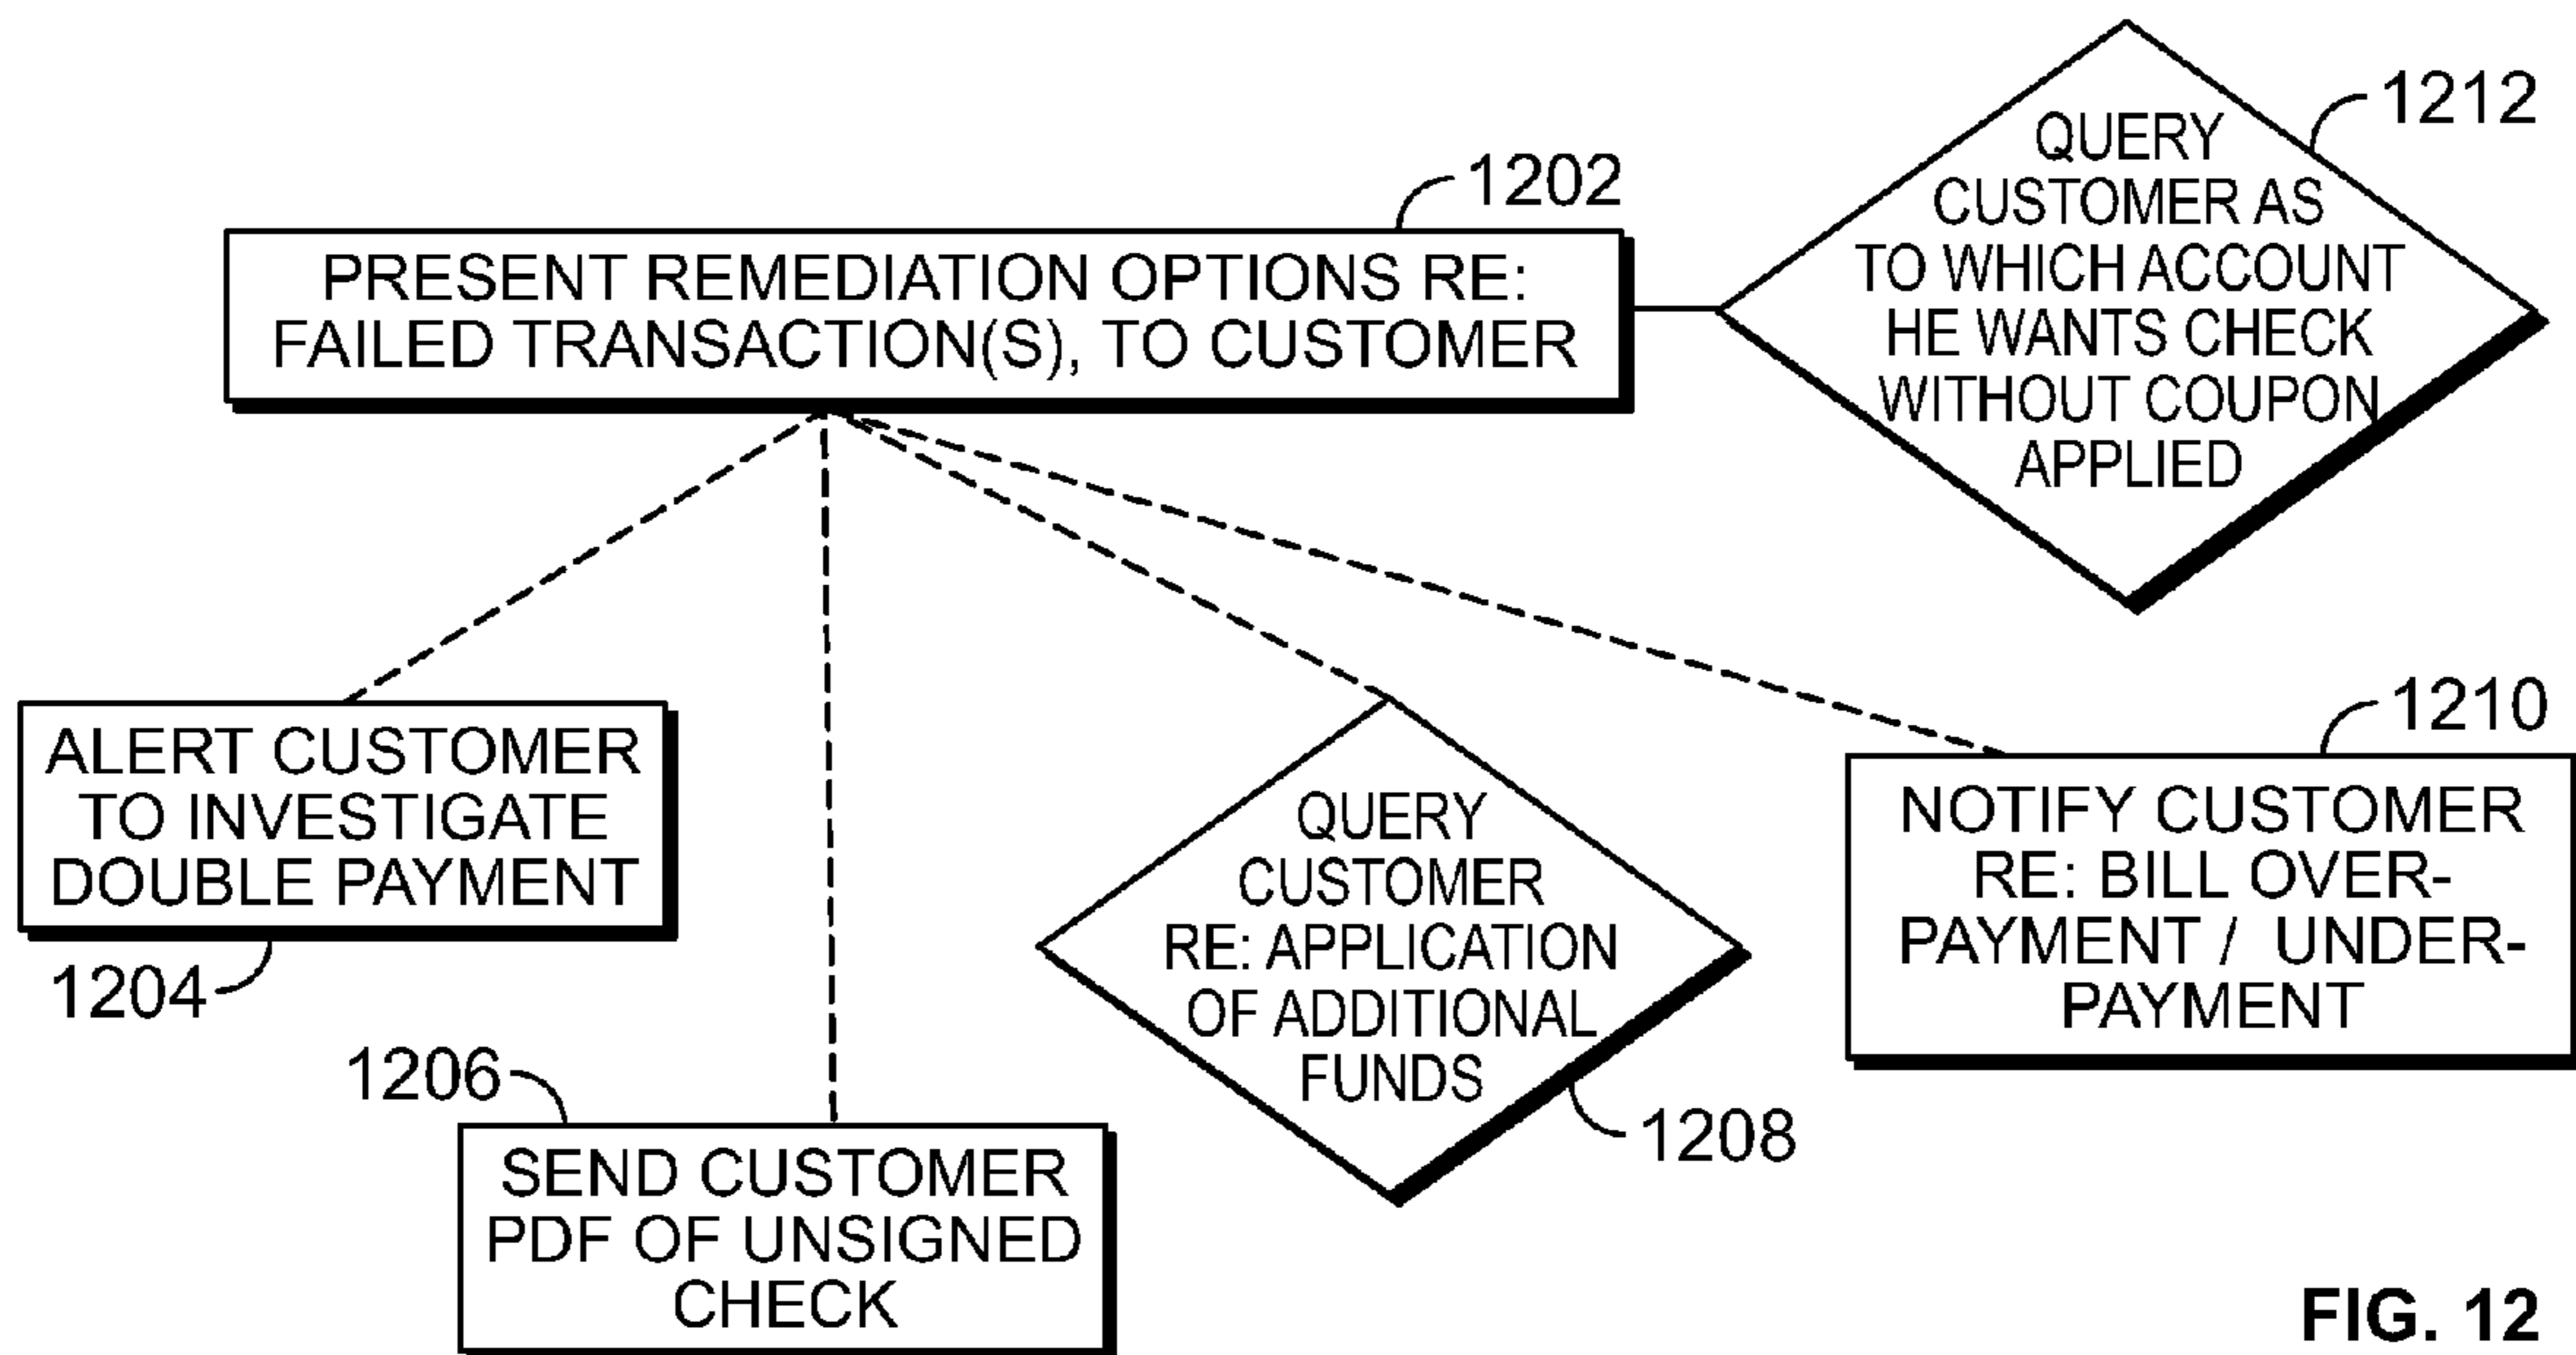 1202
PRESENT REMEDIATION OPTIONS RE:
FAILED TRANSACTION(S), TO CUSTOMER
1212
QUERY
CUSTOMER AS
TO WHICH ACCOUNT
HE WANTS CHECK
WITHOUT COUPON
APPLIED
ALERT CUSTOMER
TO INVESTIGATE
DOUBLE PAYMENT
1204
1206
SEND CUSTOMER
PDF OF UNSIGNED
CHECK
QUERY
CUSTOMER
RE: APPLICATION
OF ADDITIONAL
FUNDS
1208
1210
NOTIFY CUSTOMER
RE: BILL OVER-
PAYMENT / UNDER-
PAYMENT
FIG. 12